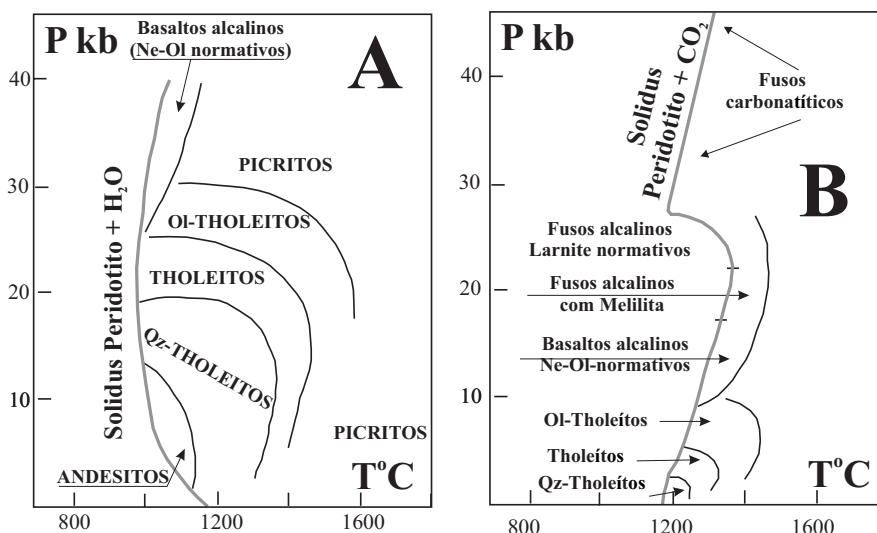 P kb
Basaltos alcalinos
(Ne-Ol normativos)
A
40
30
20
10
Solidus Peridotito + H2O
PICRITOS
Ol-THOLEITOS
THOLEITOS
Qz-THOLEITOS
PICRITOS
ANDESITOS
T°C
800
1200
1600
P kb
B
40
30
20
10
Solidus
Peridotito + CO2
Fusos
carbonatíticos
Fusos alcalinos
Larnite normativos
Fusos alcalinos
com Melilita
Basaltos alcalinos
Ne-Ol-normativos
Ol-Tholeítos
Tholeítos
Qz-Tholeítos
T°C
800
1200
1600